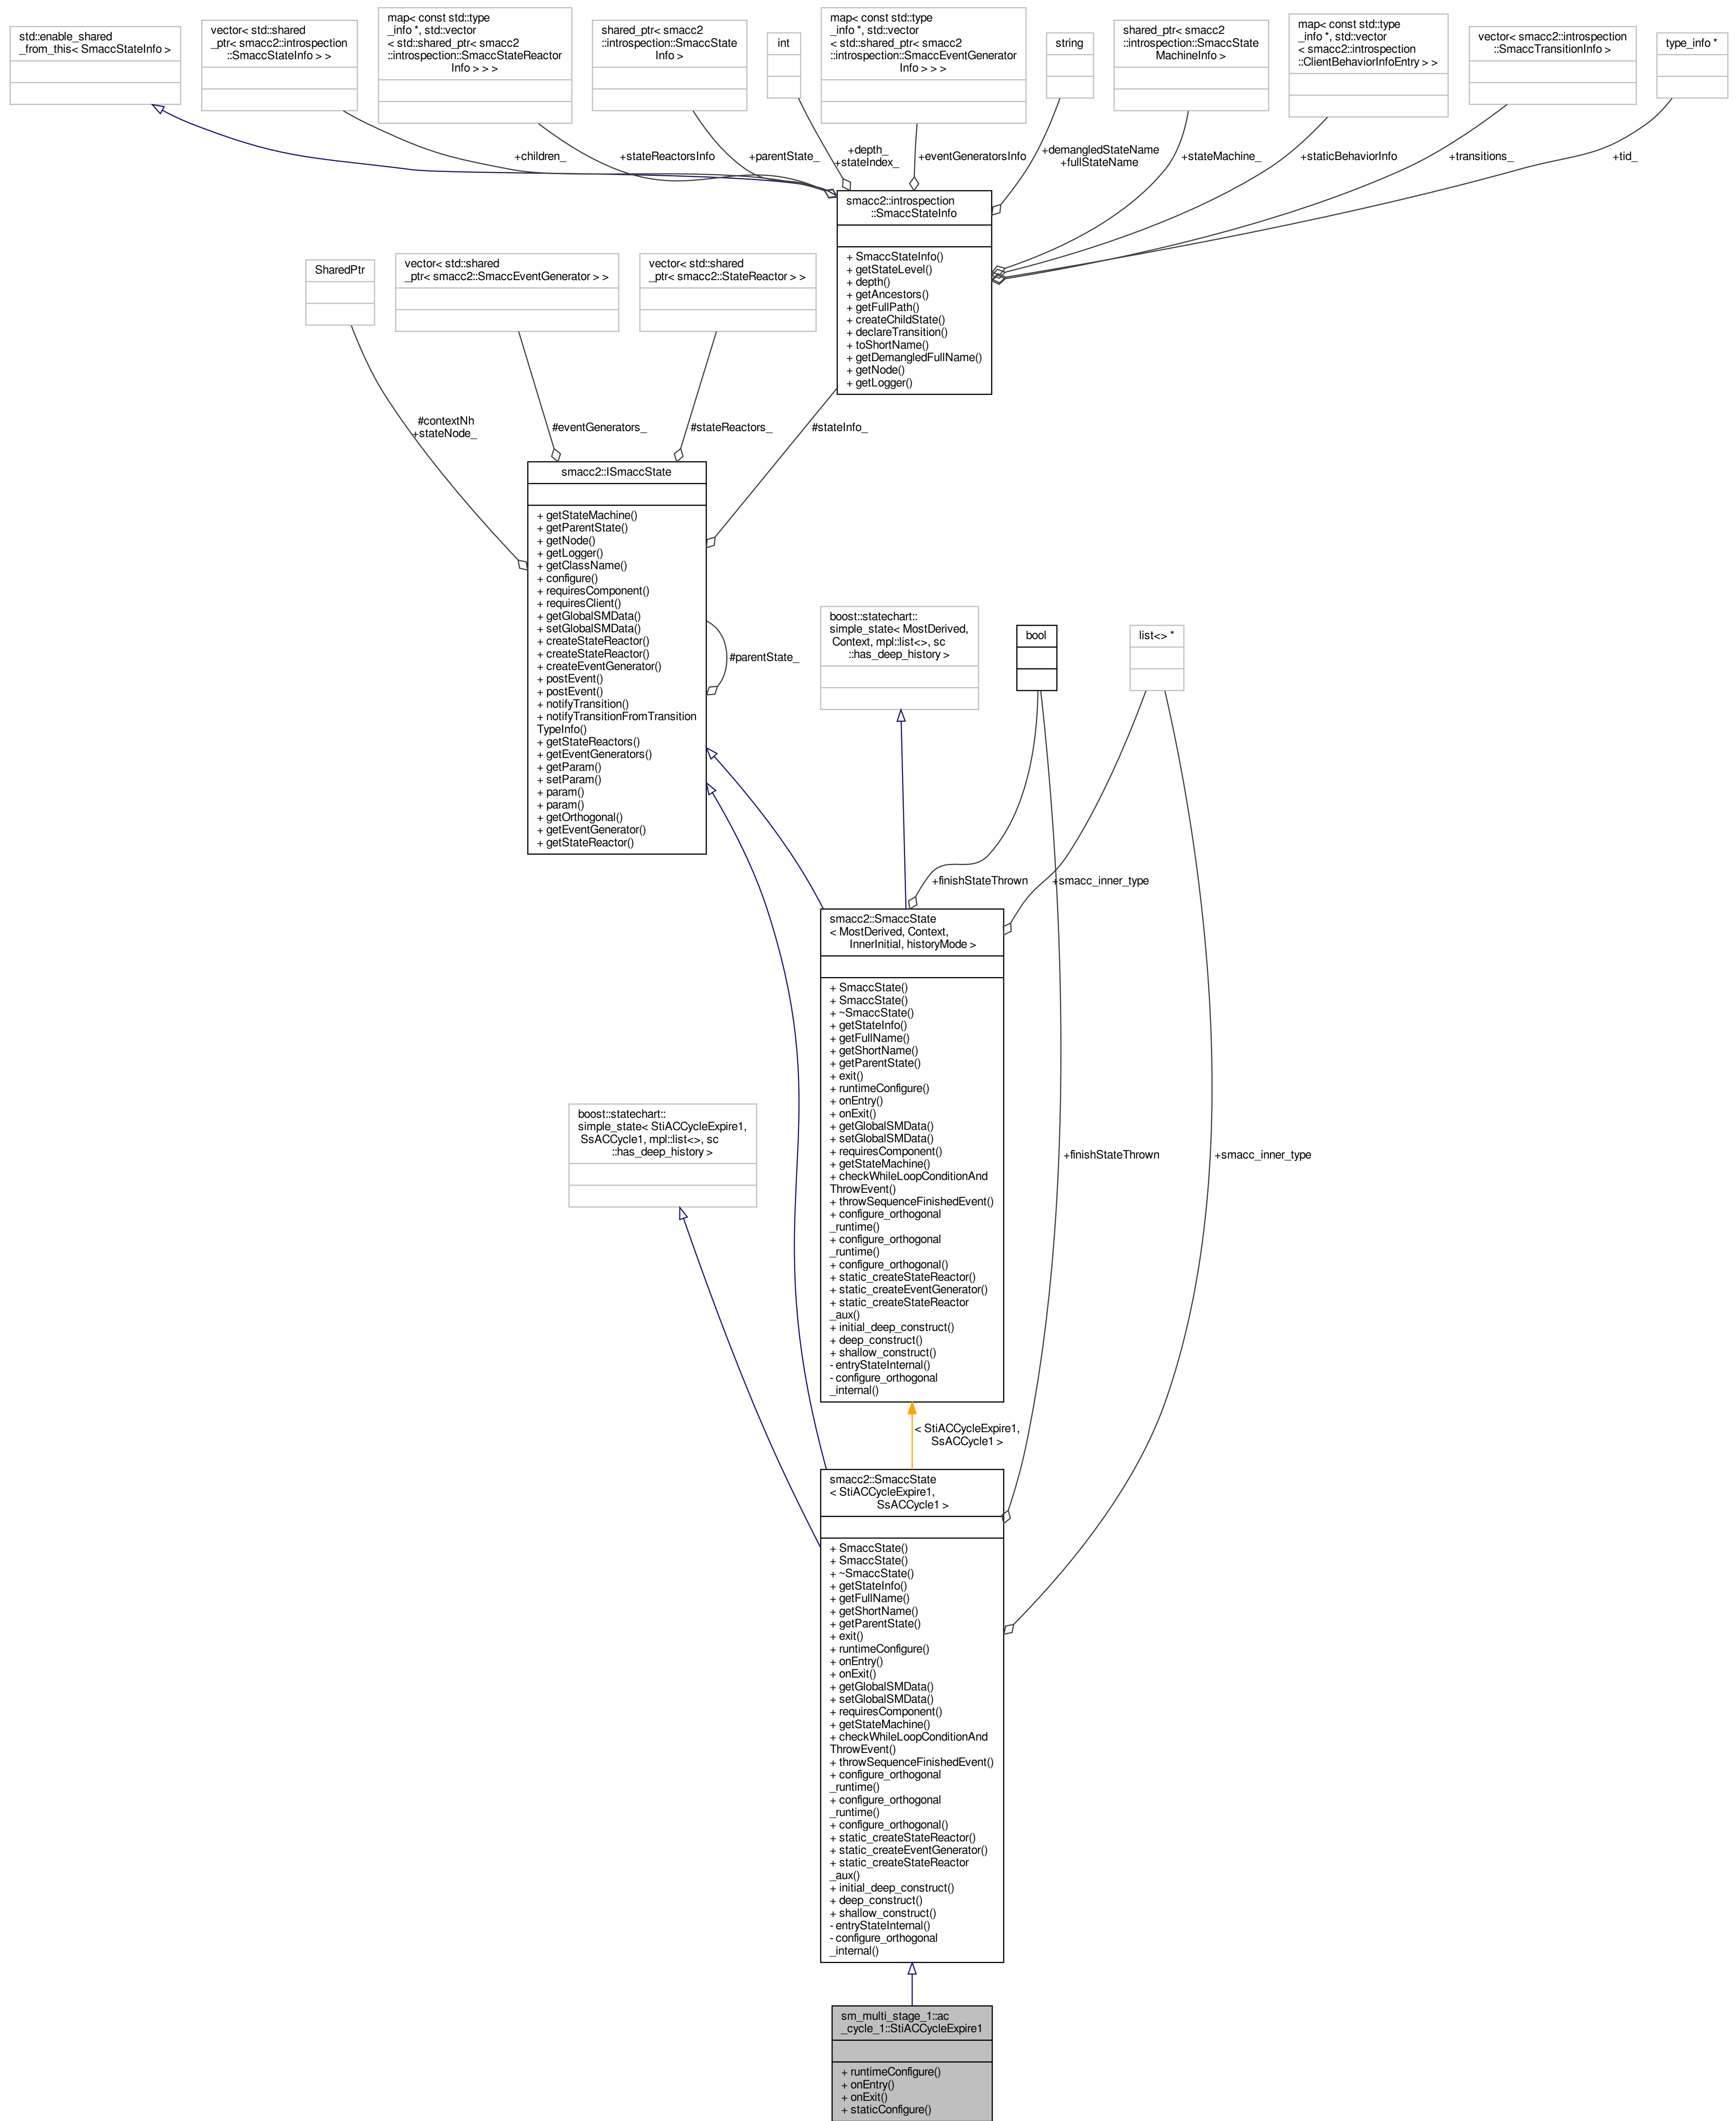 std::enable_shared
_from_this< SmaccStateInfo >
vector< std::shared
_ptr< smacc2::introspection
::SmaccStateInfo > >
map< const std::type
_info *, std::vector
< std::shared_ptr< smacc2
::introspection::SmaccStateReactor
Info > > >
shared_ptr< smacc2
::introspection::SmaccState
Info >
int
map< const std::type
_info *, std::vector
< std::shared_ptr< smacc2
::introspection::SmaccEventGenerator
Info > > >
string
shared_ptr< smacc2
::introspection::SmaccState
MachineInfo >
map< const std::type
_info *, std::vector
< smacc2::introspection
::ClientBehaviorInfoEntry > >
vector< smacc2::introspection
::SmaccTransitionInfo >
type_info *
+children_
+stateReactorsInfo
+parentState_
+depth_
+stateIndex_
+eventGeneratorsInfo
+demangledStateName
+fullStateName
+stateMachine_
+staticBehaviorInfo
+transitions_
+tid_
smacc2::introspection
::SmaccStateInfo
+ SmaccStateInfo()
+ getStateLevel()
+ depth()
+ getAncestors()
+ getFullPath()
+ createChildState()
+ declareTransition()
+ toShortName()
+ getDemangledFullName()
+ getNode()
+ getLogger()
SharedPtr
vector< std::shared
_ptr< smacc2::SmaccEventGenerator > >
vector< std::shared
_ptr< smacc2::StateReactor > >
#contextNh
+stateNode_
#eventGenerators_
#stateReactors_
#stateInfo_
smacc2::ISmaccState
+ getStateMachine()
+ getParentState()
+ getNode()
+ getLogger()
+ getClassName()
+ configure()
+ requiresComponent()
+ requiresClient()
+ getGlobalSMData()
+ setGlobalSMData()
+ createStateReactor()
+ createStateReactor()
+ createEventGenerator()
+ postEvent()
+ postEvent()
+ notifyTransition()
+ notifyTransitionFromTransition
TypeInfo()
+ getStateReactors()
+ getEventGenerators()
+ getParam()
+ setParam()
+ param()
+ param()
+ getOrthogonal()
+ getEventGenerator()
+ getStateReactor()
#parentState_
boost::statechart::
simple_state< MostDerived,
Context, mpl::list<>, sc
::has_deep_history >
bool
list<> *
+finishStateThrown
+smacc_inner_type
smacc2::SmaccState
< MostDerived, Context,
InnerInitial, historyMode >
+ SmaccState()
+ SmaccState()
+ ~SmaccState()
+ getStateInfo()
+ getFullName()
+ getShortName()
+ getParentState()
+ exit()
+ runtimeConfigure()
+ onEntry()
+ onExit()
+ getGlobalSMData()
+ setGlobalSMData()
+ requiresComponent()
+ getStateMachine()
+ checkWhileLoopConditionAnd
ThrowEvent()
+ throwSequenceFinishedEvent()
+ configure_orthogonal
_runtime()
+ configure_orthogonal
_runtime()
+ configure_orthogonal()
+ static_createStateReactor()
+ static_createEventGenerator()
+ static_createStateReactor
_aux()
+ initial_deep_construct()
+ deep_construct()
+ shallow_construct()
- entryStateInternal()
- configure_orthogonal
_internal()
boost::statechart::
simple_state< StiACCycleExpire1,
SsACCycle1, mpl::list<>, sc
::has_deep_history >
+finishStateThrown
+smacc_inner_type
< StiACCycleExpire1,
SsACCycle1 >
smacc2::SmaccState
< StiACCycleExpire1,
SsACCycle1 >
+ SmaccState()
+ SmaccState()
+ ~SmaccState()
+ getStateInfo()
+ getFullName()
+ getShortName()
+ getParentState()
+ exit()
+ runtimeConfigure()
+ onEntry()
+ onExit()
+ getGlobalSMData()
+ setGlobalSMData()
+ requiresComponent()
+ getStateMachine()
+ checkWhileLoopConditionAnd
ThrowEvent()
+ throwSequenceFinishedEvent()
+ configure_orthogonal
_runtime()
+ configure_orthogonal
_runtime()
+ configure_orthogonal()
+ static_createStateReactor()
+ static_createEventGenerator()
+ static_createStateReactor
_aux()
+ initial_deep_construct()
+ deep_construct()
+ shallow_construct()
- entryStateInternal()
- configure_orthogonal
_internal()
sm_multi_stage_1::ac
_cycle_1::StiACCycleExpire1
+ runtimeConfigure()
+ onEntry()
+ onExit()
+ staticConfigure()